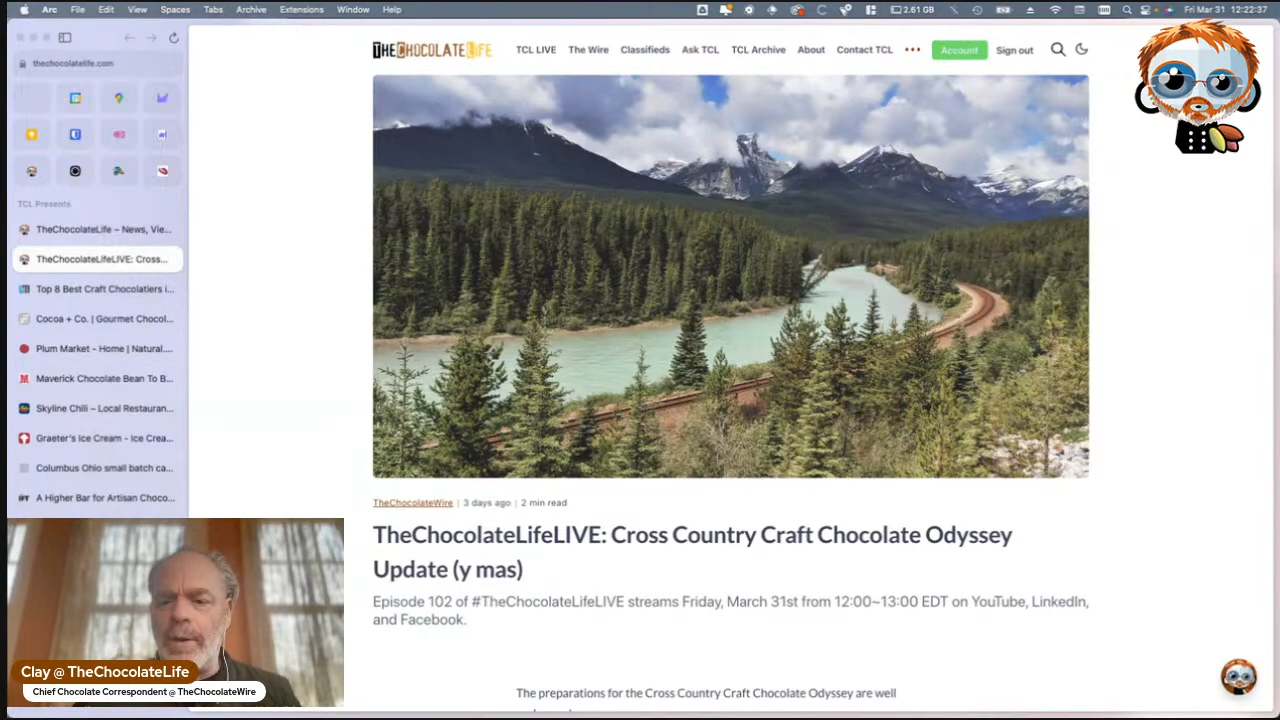 Arc File Edit View Spaces Tabs Archive Extensions Window Help
2.61 GB
Fri Mar 31 12:22:37
thechocolatelife.com
TCL Presents
TheChocolateLife – News, Vie...
TheChocolateLifeLIVE: Cross...
Top 8 Best Craft Chocolatiers i...
Cocoa + Co. | Gourmet Chocol...
Plum Market - Home | Natural....
Maverick Chocolate Bean To B...
Skyline Chili – Local Restauran...
Graeter's Ice Cream - Ice Crea...
Columbus Ohio small batch ca...
A Higher Bar for Artisan Choco...
THECHOCOLATELIFE
TCL LIVE The Wire Classifieds Ask TCL TCL Archive About Contact TCL ••• Account Sign out
TheChocolateWire | 3 days ago | 2 min read
TheChocolateLifeLIVE: Cross Country Craft Chocolate Odyssey
Update (y mas)
Episode 102 of #TheChocolateLifeLIVE streams Friday, March 31st from 12:00~13:00 EDT on YouTube, LinkedIn,
and Facebook.
The preparations for the Cross Country Craft Chocolate Odyssey are well
Clay @ TheChocolateLife
Chief Chocolate Correspondent @ TheChocolateWire